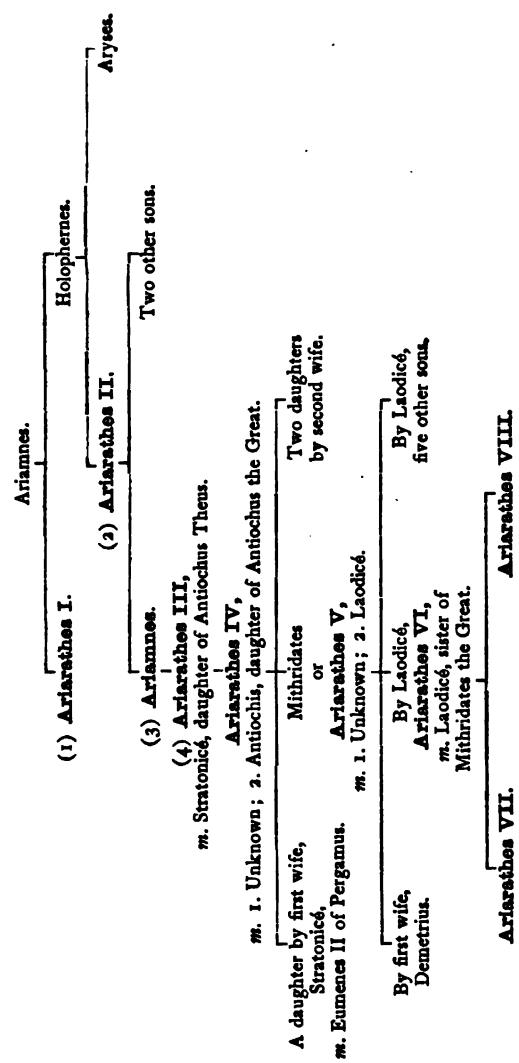 Ariamnes.
(1) Ariarathes I.
Holophernes.
(2) Ariarathes II.
Aryses.
(3) Ariamnes.
Two other sons.
(4) Ariarathes III,
m. Stratonicé, daughter of Antiochus Theus.
Ariarathes IV,
m. 1. Unknown; 2. Antiochis, daughter of Antiochus the Great.
A daughter by first wife,
Stratonicé,
m. Eumenes II of Pergamus.
Mithridates
or
Ariarathes V,
m. 1. Unknown; 2. Laodicé.
Two daughters
by second wife.
By first wife,
Demetrius.
By Laodicé,
Ariarathes VI,
m. Laodicé, sister of
Mithridates the Great.
By Laodicé,
five other sons,
Ariarathes VII.
Ariarathes VIII.